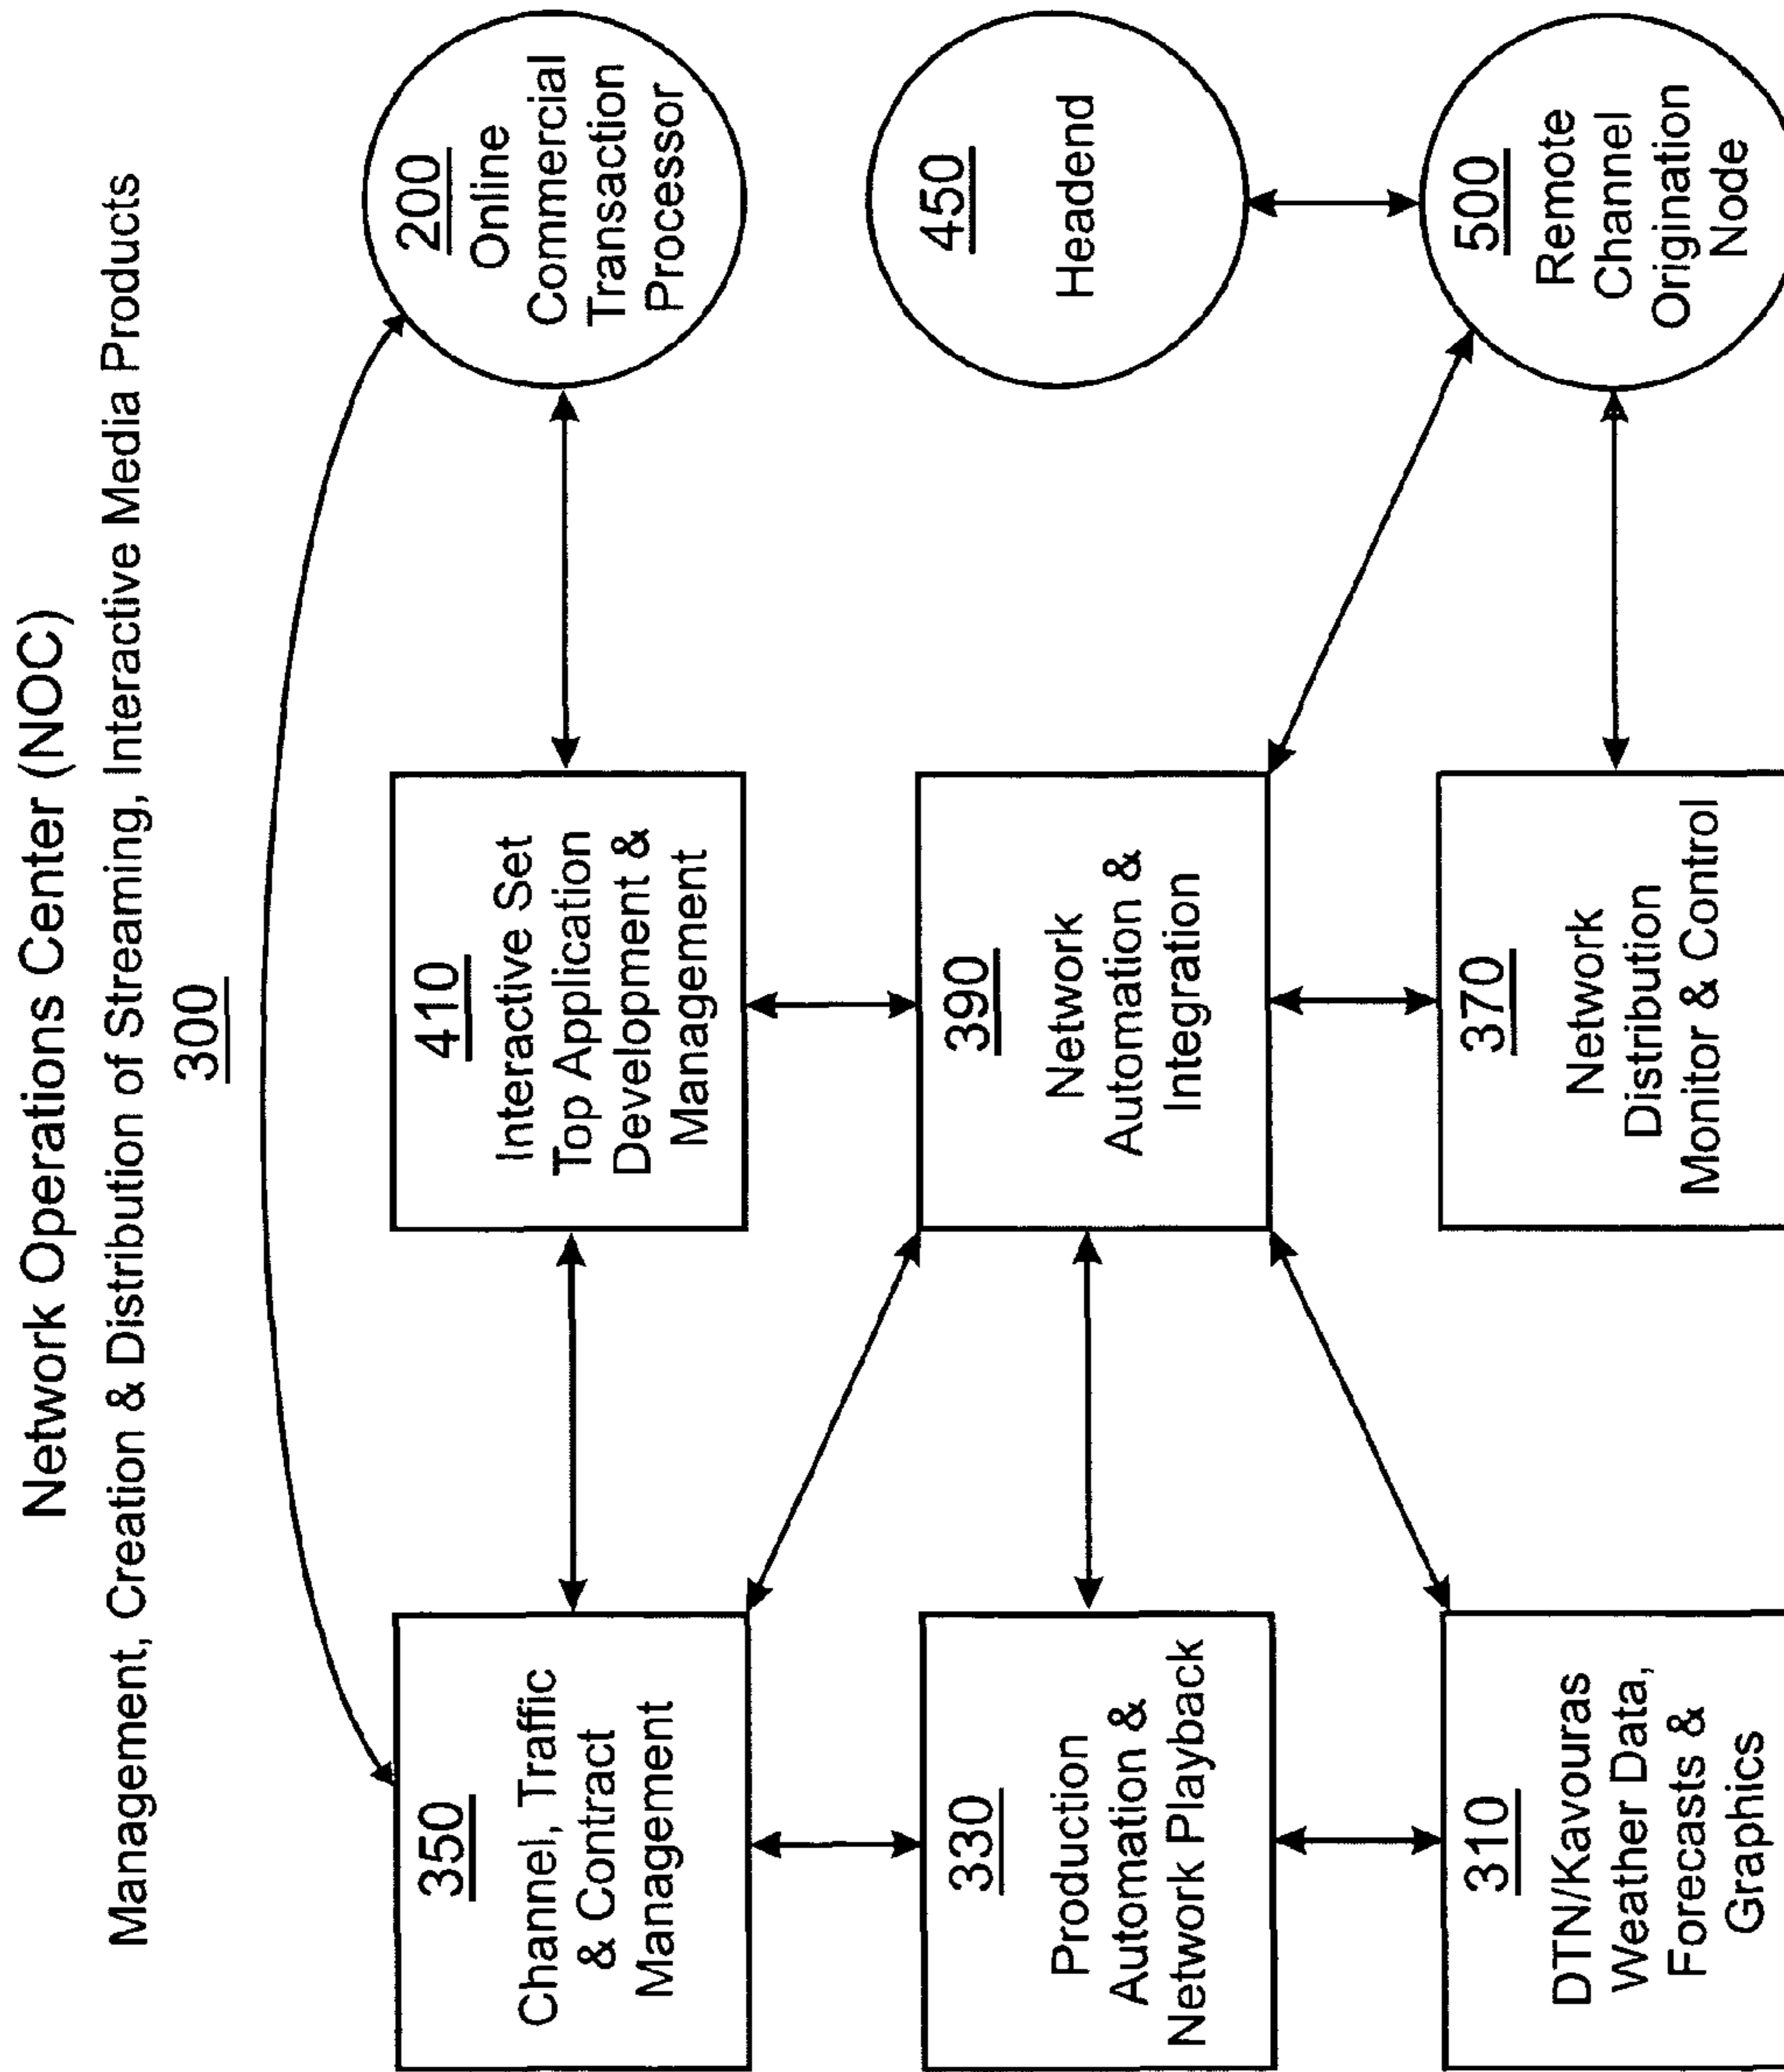 Network Operations Center (NOC)
Management, Creation & Distribution of Streaming, Interactive Media Products
300
350
Channel, Traffic
& Contract
Management
410
Interactive Set
Top Application
Development &
Management
200
Online
Commercial
Transaction
Processor
330
Production
Automation &
Network Playback
390
Network
Automation &
Integration
450
Headend
310
DTN/Kavouras
Weather Data,
Forecasts &
Graphics
370
Network
Distribution
Monitor & Control
500
Remote
Channel
Origination
Node